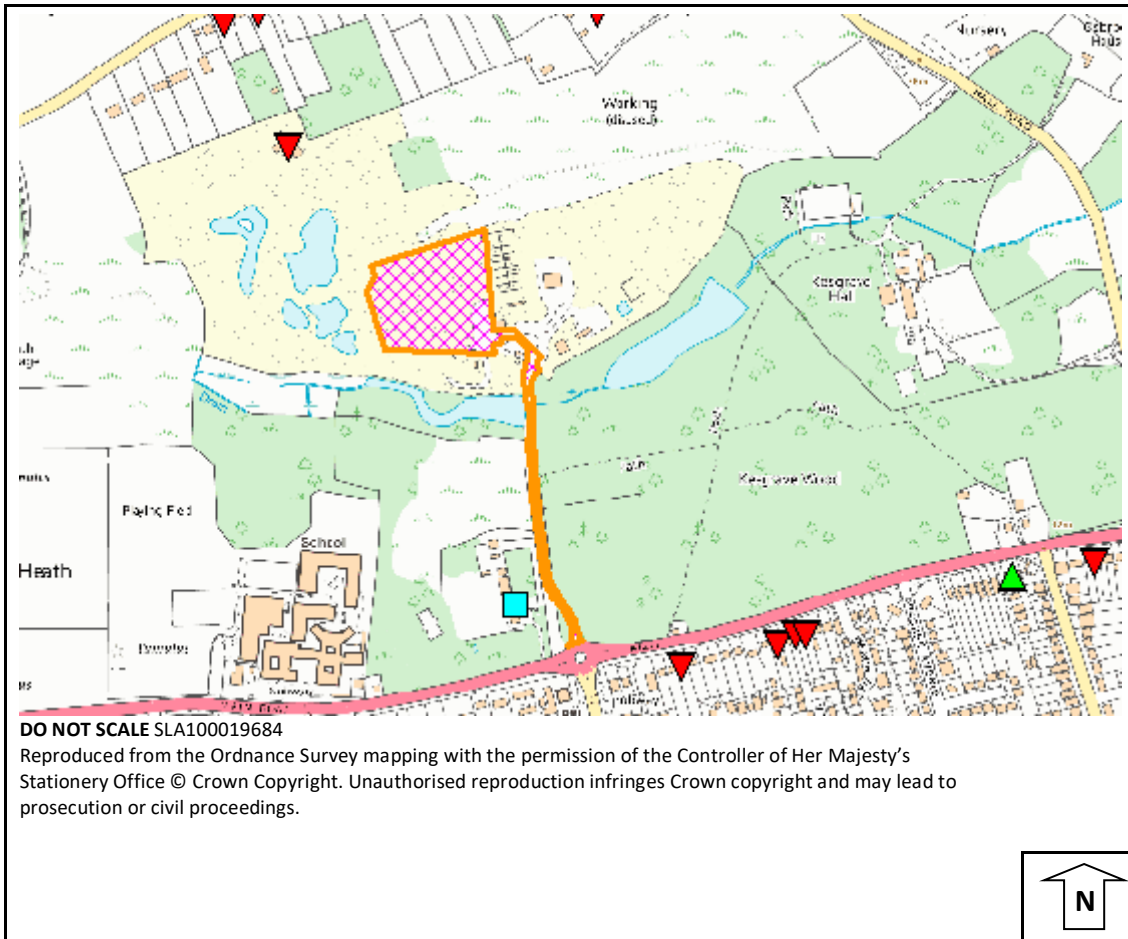 Nursery
Working
(disused)
Kesgrave
Hall
Drain
Kesgrave Wood
Playing Field
School
Heath
DO NOT SCALE SLA100019684
Reproduced from the Ordnance Survey mapping with the permission of the Controller of Her Majesty's
Stationery Office © Crown Copyright. Unauthorised reproduction infringes Crown copyright and may lead to
prosecution or civil proceedings.
N